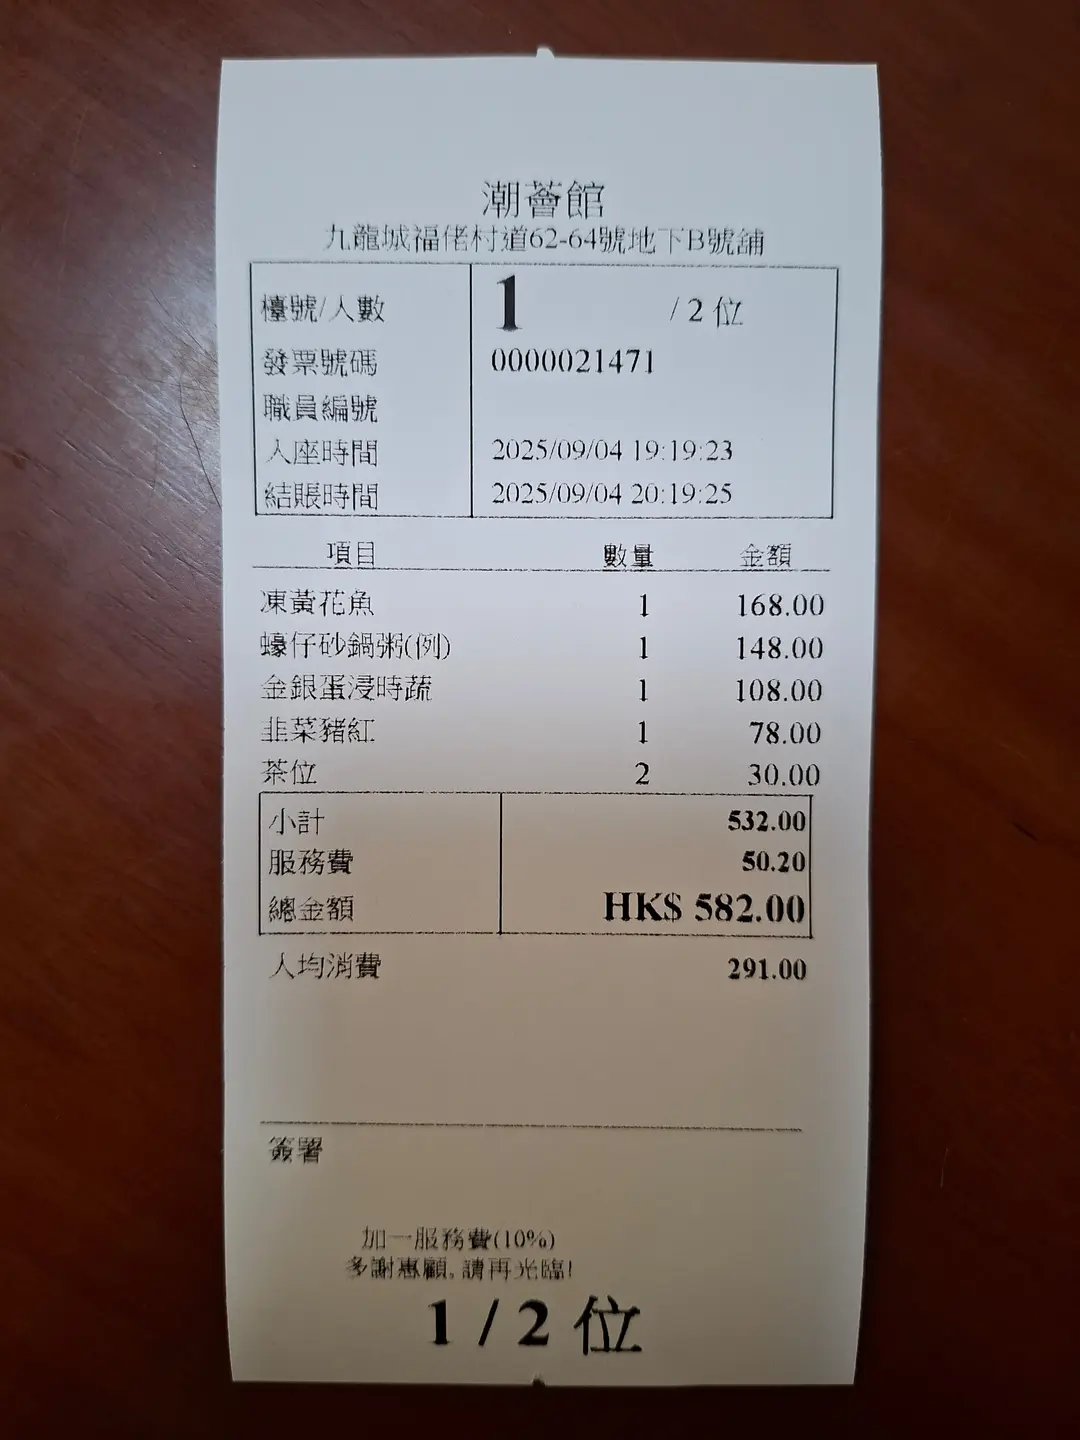 潮薈館
九龍城福佬村道62-64號地下B號舖
檯號/人數 1 / 2 位
發票號碼 0000021471
職員編號
入座時間 2025/09/04 19:19:23
結賬時間 2025/09/04 20:19:25
項目 數量 金額
凍黃花魚 1 168.00
蠔仔砂鍋粥(例) 1 148.00
金銀蛋浸時蔬 1 108.00
韭菜豬紅 1 78.00
茶位 2 30.00
小計 532.00
服務費 50.20
總金額 HK$ 582.00
人均消費 291.00
簽署
加一服務費(10%)
多謝惠顧, 請再光臨!
1 / 2 位